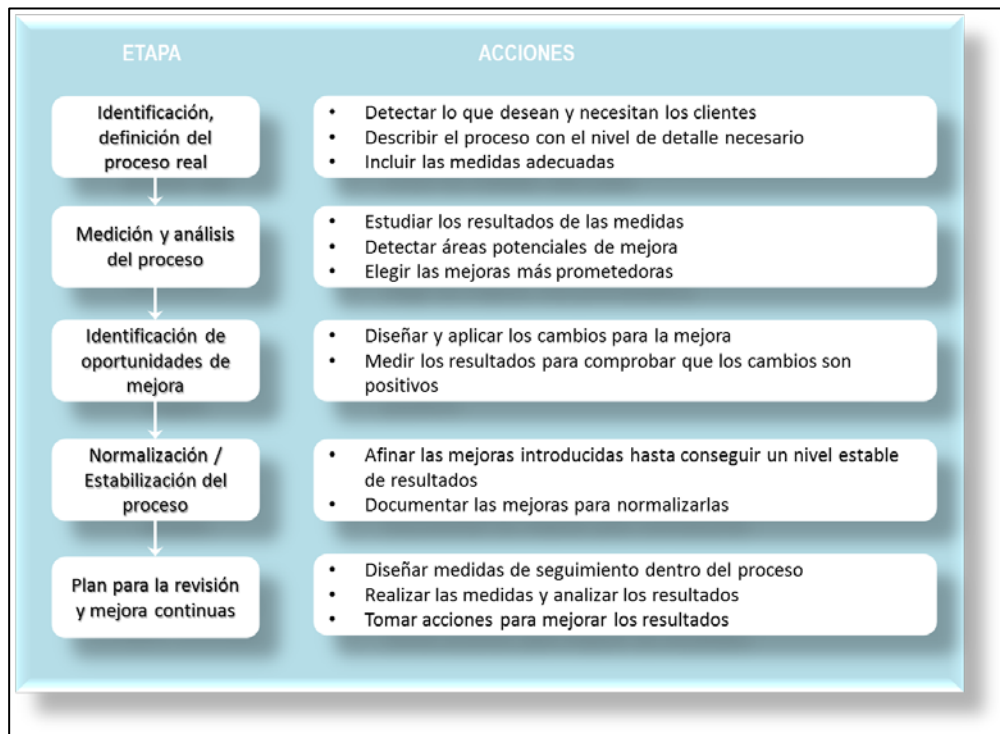 ETAPA
ACCIONES
Identificación,
definición del
proceso real
• Detectar lo que desean y necesitan los clientes
• Describir el proceso con el nivel de detalle necesario
• Incluir las medidas adecuadas
Medición y análisis
del proceso
• Estudiar los resultados de las medidas
• Detectar áreas potenciales de mejora
• Elegir las mejoras más prometedoras
Identificación de
oportunidades de
mejora
• Diseñar y aplicar los cambios para la mejora
• Medir los resultados para comprobar que los cambios son
positivos
Normalización /
Estabilización del
proceso
• Afinar las mejoras introducidas hasta conseguir un nivel estable
de resultados
• Documentar las mejoras para normalizarlas
Plan para la revisión
y mejora continuas
• Diseñar medidas de seguimiento dentro del proceso
• Realizar las medidas y analizar los resultados
• Tomar acciones para mejorar los resultados